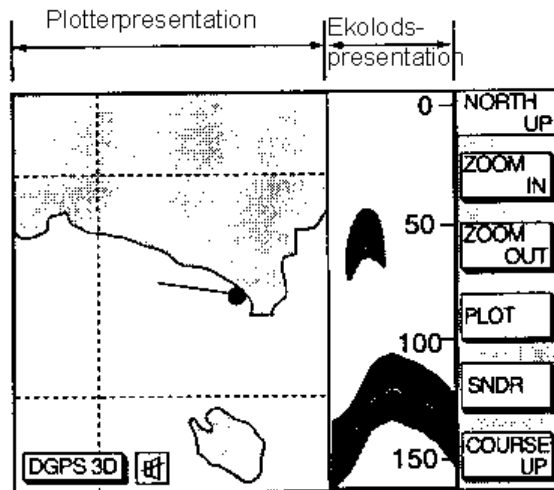 Plotterpresentation
Ekolods-
presentation
0
50
100
150
NORTH
UP
ZOOM
IN
ZOOM
OUT
PLOT
SNDR
COURSE
UP
DGPS 3D